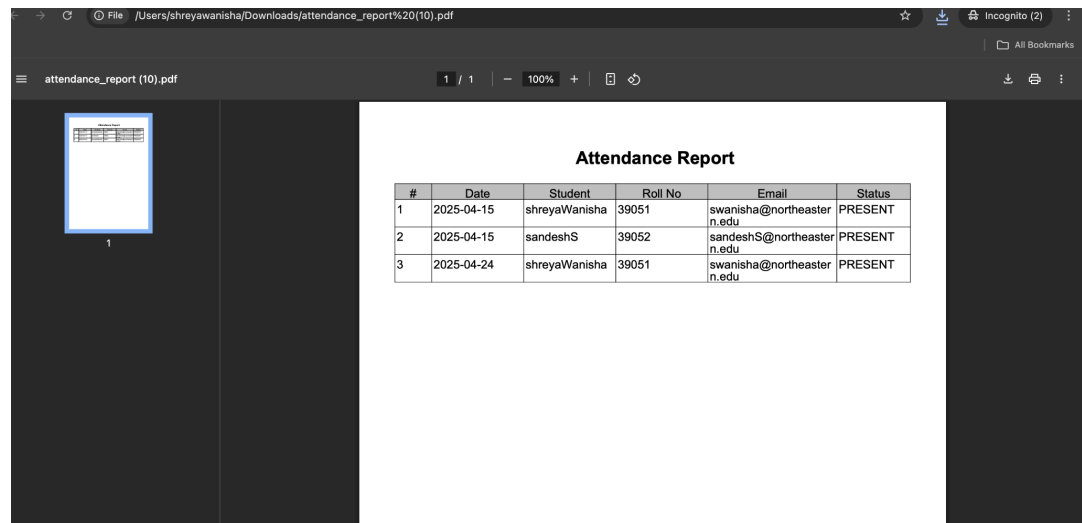 File /Users/shreyawanisha/Downloads/attendance_report%20(10).pdf Incognito (2)
All Bookmarks
attendance_report (10).pdf 1 / 1 − 100% +
1
Attendance Report
# Date Student Roll No Email Status
1 2025-04-15 shreyaWanisha 39051 swanisha@northeaster PRESENT
n.edu
2 2025-04-15 sandeshS 39052 sandeshS@northeaster PRESENT
n.edu
3 2025-04-24 shreyaWanisha 39051 swanisha@northeaster PRESENT
n.edu